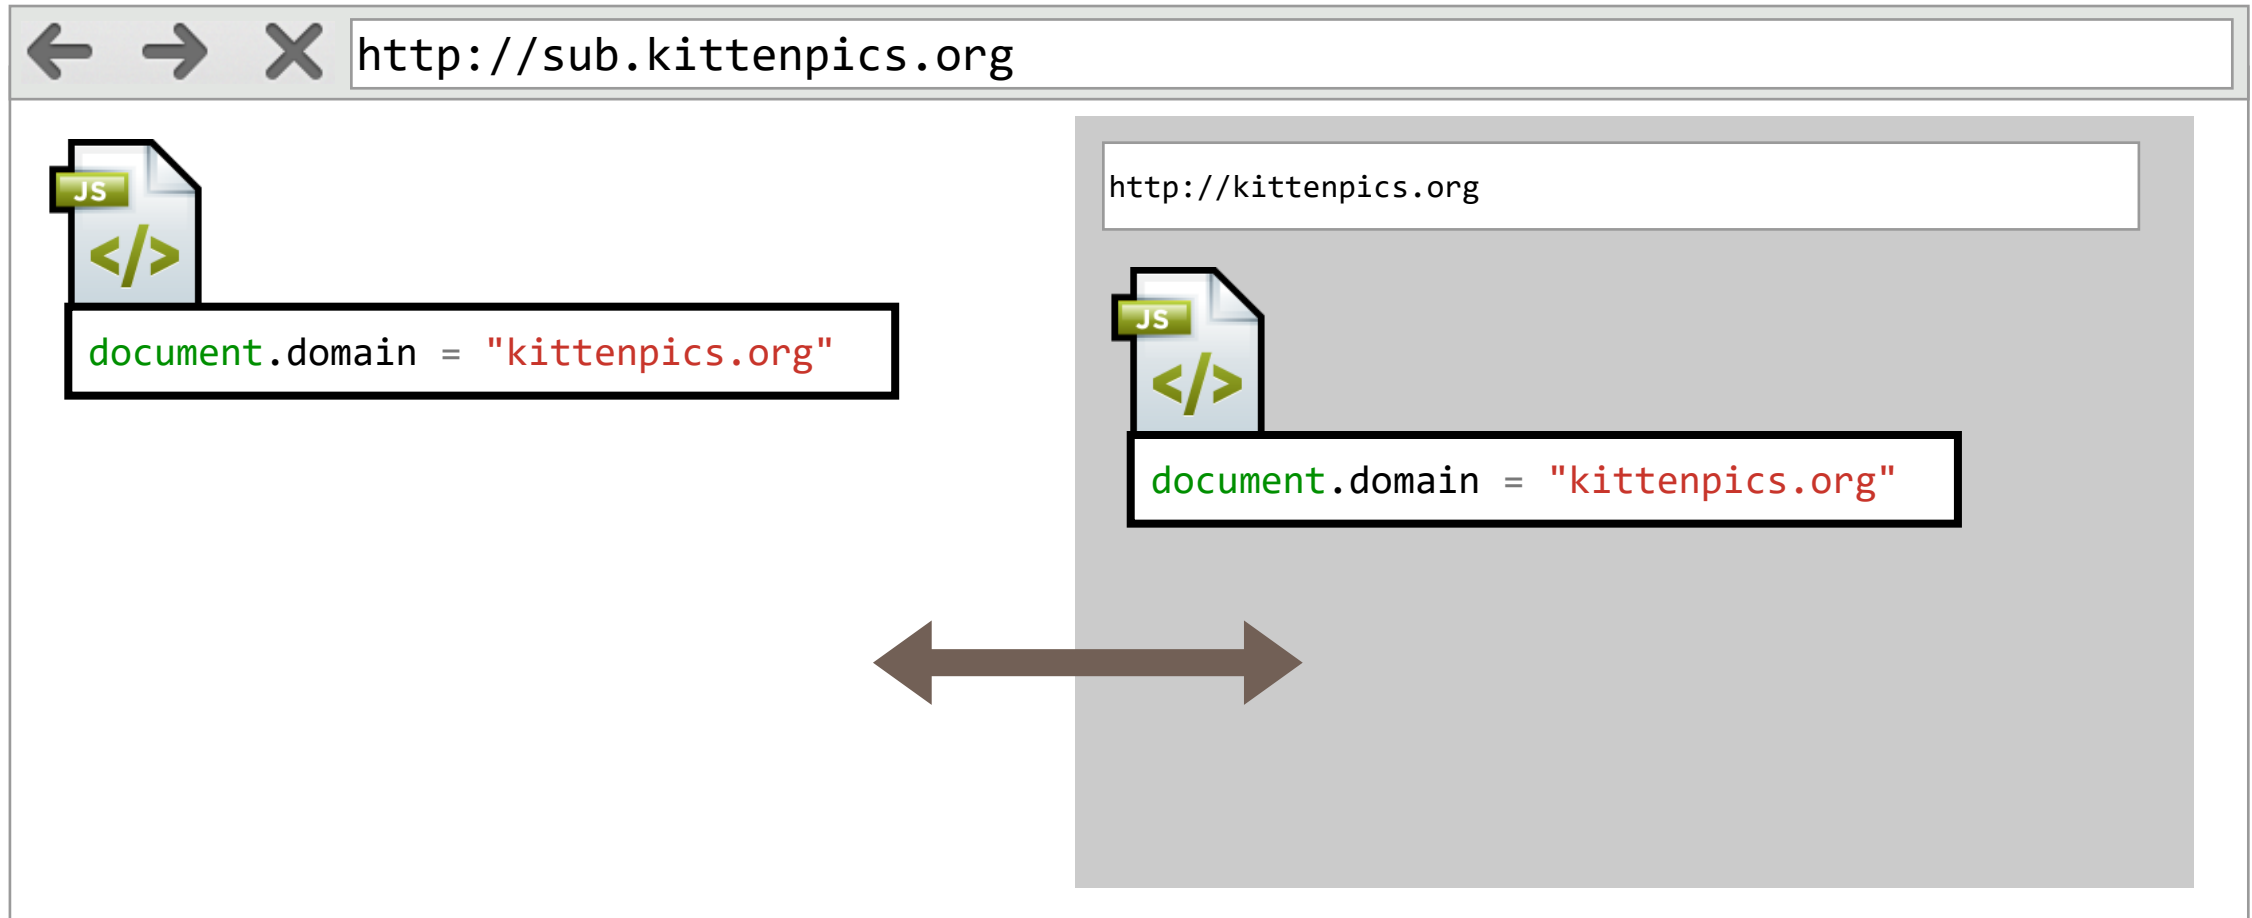 http://sub.kittenpics.org
JS
</>
document.domain = "kittenpics.org"
http://kittenpics.org
JS
</>
document.domain = "kittenpics.org"